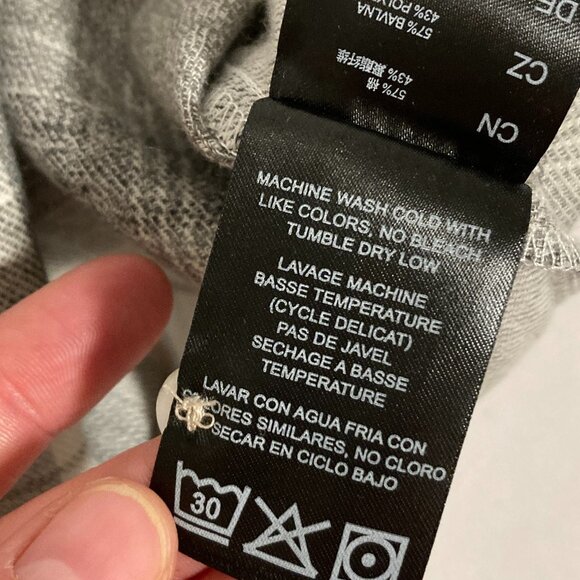 DE
57% BAVLNA
43% POLY
CZ
57% 棉
43% 聚酯纤维
CN
MACHINE WASH COLD WITH
LIKE COLORS, NO BLEACH
TUMBLE DRY LOW
LAVAGE MACHINE
BASSE TEMPERATURE
(CYCLE DELICAT)
PAS DE JAVEL
SECHAGE A BASSE
TEMPERATURE
LAVAR CON AGUA FRIA CON
COLORES SIMILARES, NO CLORO
SECAR EN CICLO BAJO
30